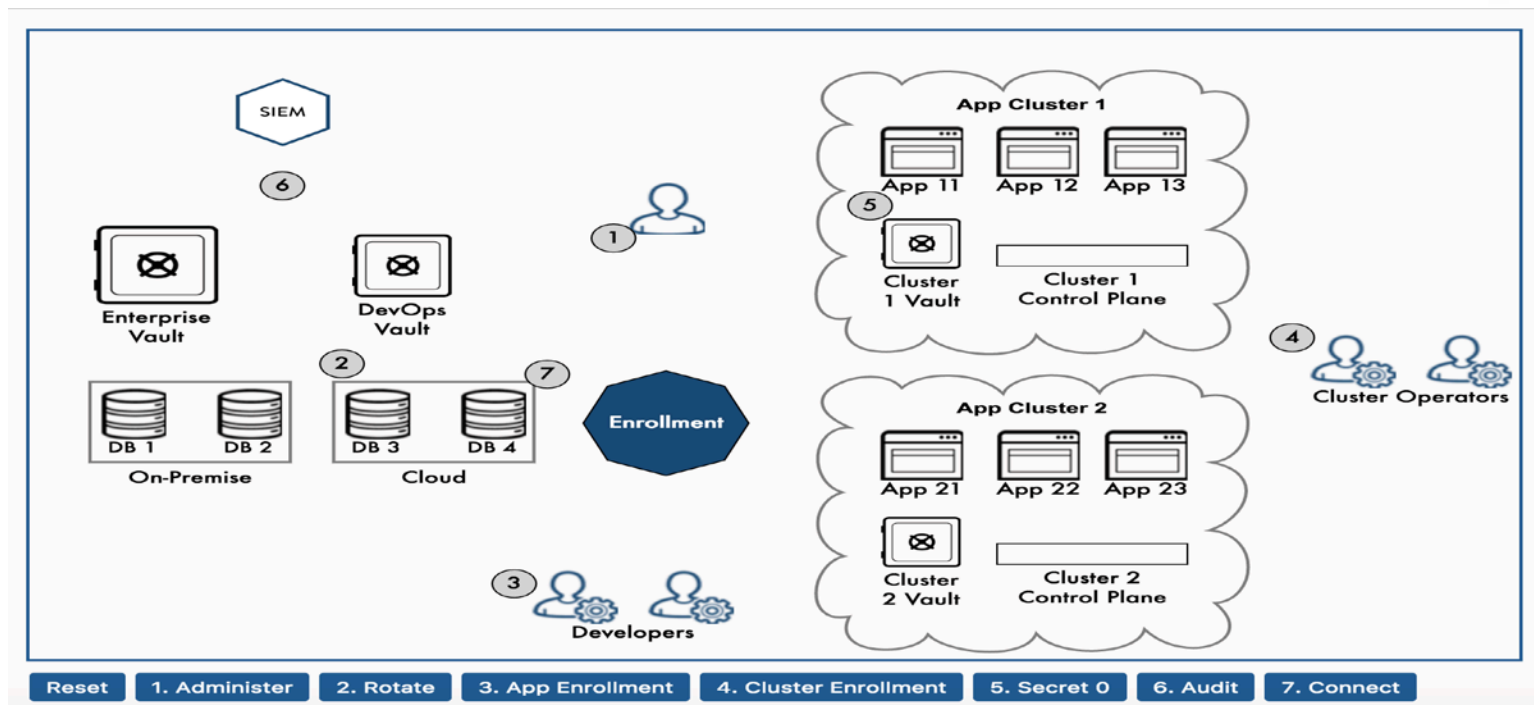 SIEM
6
1
Enterprise
Vault
DevOps
Vault
2
7
DB 1
DB 2
DB 3
DB 4
On-Premise
Cloud
Enrollment
3
Developers
App Cluster 1
App 11
App 12
App 13
5
Cluster
1 Vault
Cluster 1
Control Plane
4
Cluster Operators
App Cluster 2
App 21
App 22
App 23
Cluster
2 Vault
Cluster 2
Control Plane
Reset
1. Administer
2. Rotate
3. App Enrollment
4. Cluster Enrollment
5. Secret 0
6. Audit
7. Connect